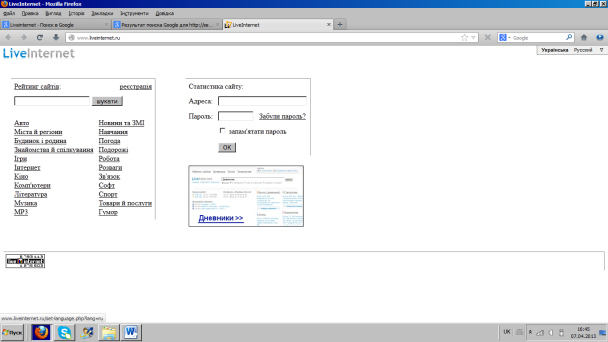 LiveInternet - Mozilla Firefox
Файл Правка Вигляд Історія Закладки Інструменти Довідка
Liveinternet - Поиск в Google
Результат поиска Google для http://se...
LiveInternet
www.liveinternet.ru
Google
LiveInternet
Українська Русский
Рейтинг сайтів: реєстрація
шукати
Авто
Міста й регіони
Будинок і родина
Знайомства й спілкування
Ігри
Інтернет
Кіно
Комп'ютери
Література
Музика
MP3
Новини та ЗМІ
Навчання
Погода
Подорожі
Робота
Розваги
Зв'язок
Софт
Спорт
Товари й послуги
Гумор
Статистика сайту:
Адреса:
Пароль: Забули пароль?
запам'ятати пароль
OK
Дневники >>
www.liveinternet.ru/set-language.php?lang=ru
Пуск
UK
16:45
07.04.2013